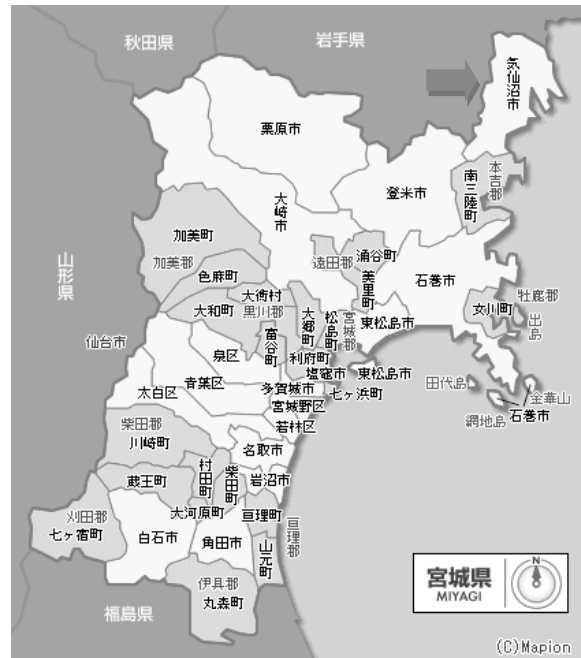 秋田県
岩手県
気仙沼市
栗原市
登米市
南三陸町
本吉郡
大崎市
加美町
加美郡
色麻町
遠田郡
涌谷町
美里町
石巻市
山形県
大衡村
黒川郡
大和町
富谷町
大郷町
松島町
宮城郡
東松島市
女川町
牡鹿郡
出島
仙台市
泉区
利府町
塩竈市
東松島市
青葉区
太白区
多賀城市
七ヶ浜町
田代島
金華山
宮城野区
網地島
石巻市
若林区
柴田郡
川崎町
名取市
村田町
柴田町
岩沼市
蔵王町
大河原町
亘理町
亘理郡
刈田郡
七ヶ宿町
白石市
角田市
山元町
伊具郡
丸森町
福島県
宮城県
MIYAGI
N
(C)Mapion